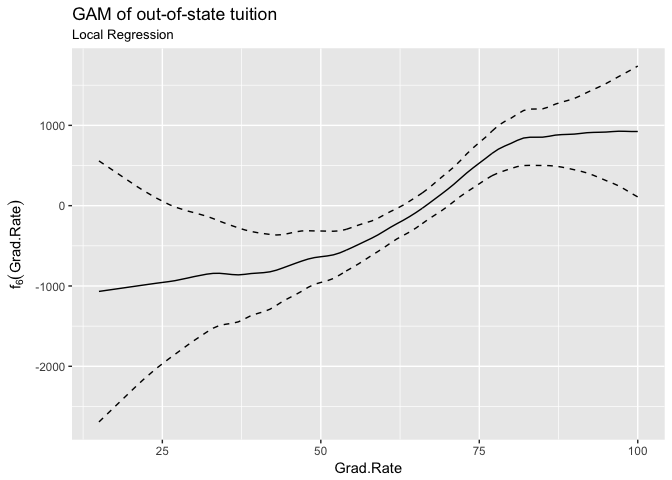 GAM of out-of-state tuition
Local Regression
f₆(Grad.Rate)
1000
0
-1000
-2000
25 50 75 100
Grad.Rate